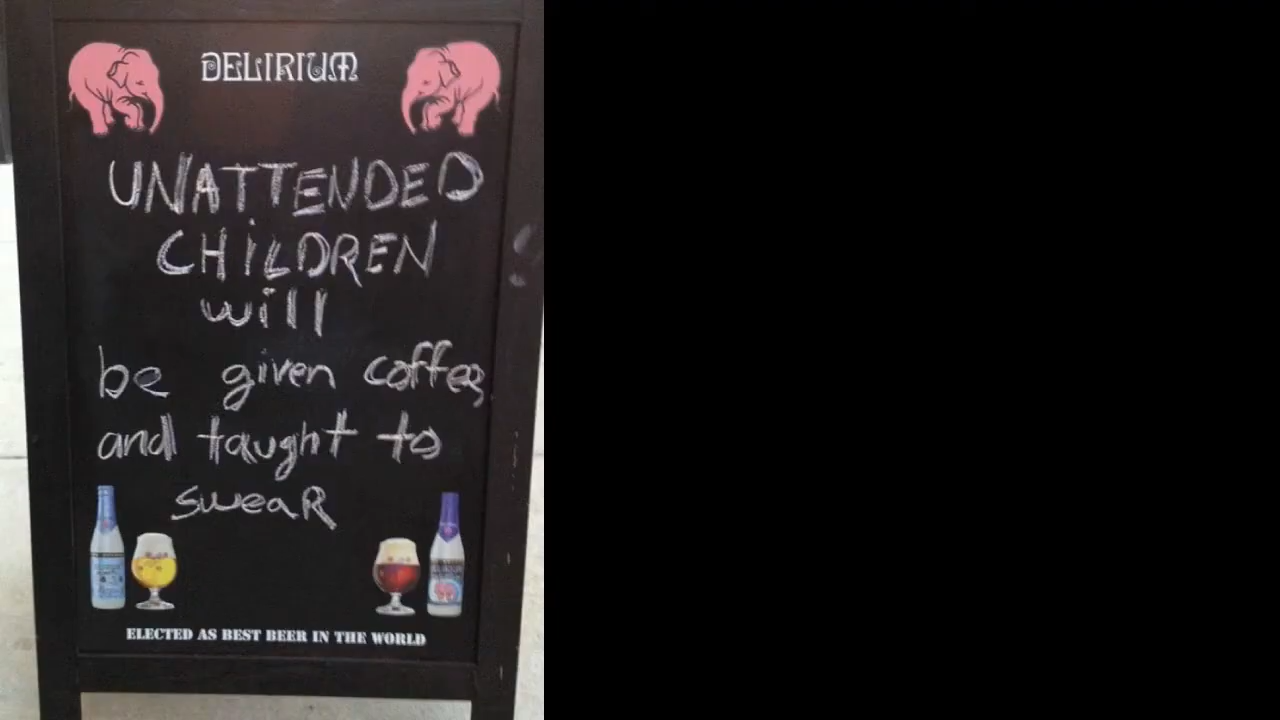 DELIRIUM
UNATTENDED
CHiLDREN
will
be given coffee
and taught to
sweaR
ELECTED AS BEST BEER IN THE WORLD